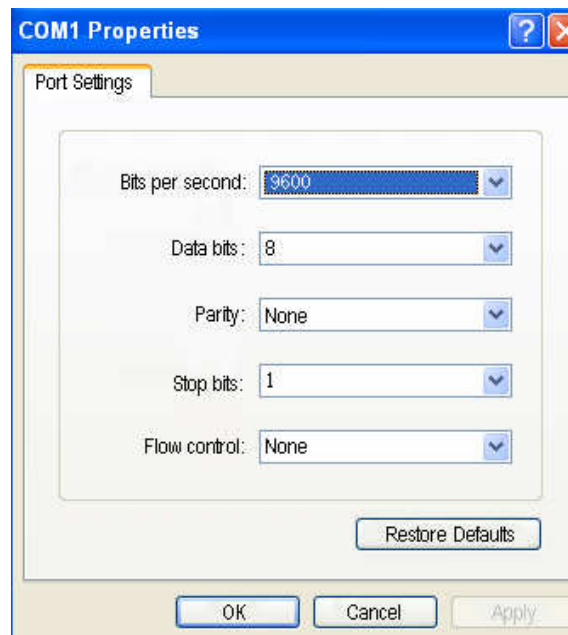 COM1 Properties
Port Settings
Bits per second: 9600
Data bits: 8
Parity: None
Stop bits: 1
Flow control: None
Restore Defaults
OK Cancel Apply